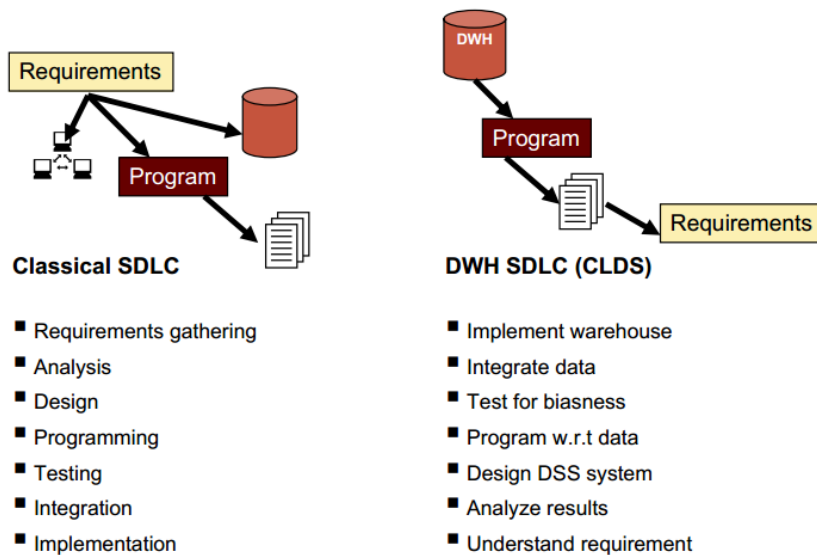 Requirements
Program
Classical SDLC
■ Requirements gathering
■ Analysis
■ Design
■ Programming
■ Testing
■ Integration
■ Implementation
DWH
Program
Requirements
DWH SDLC (CLDS)
■ Implement warehouse
■ Integrate data
■ Test for biasness
■ Program w.r.t data
■ Design DSS system
■ Analyze results
■ Understand requirement